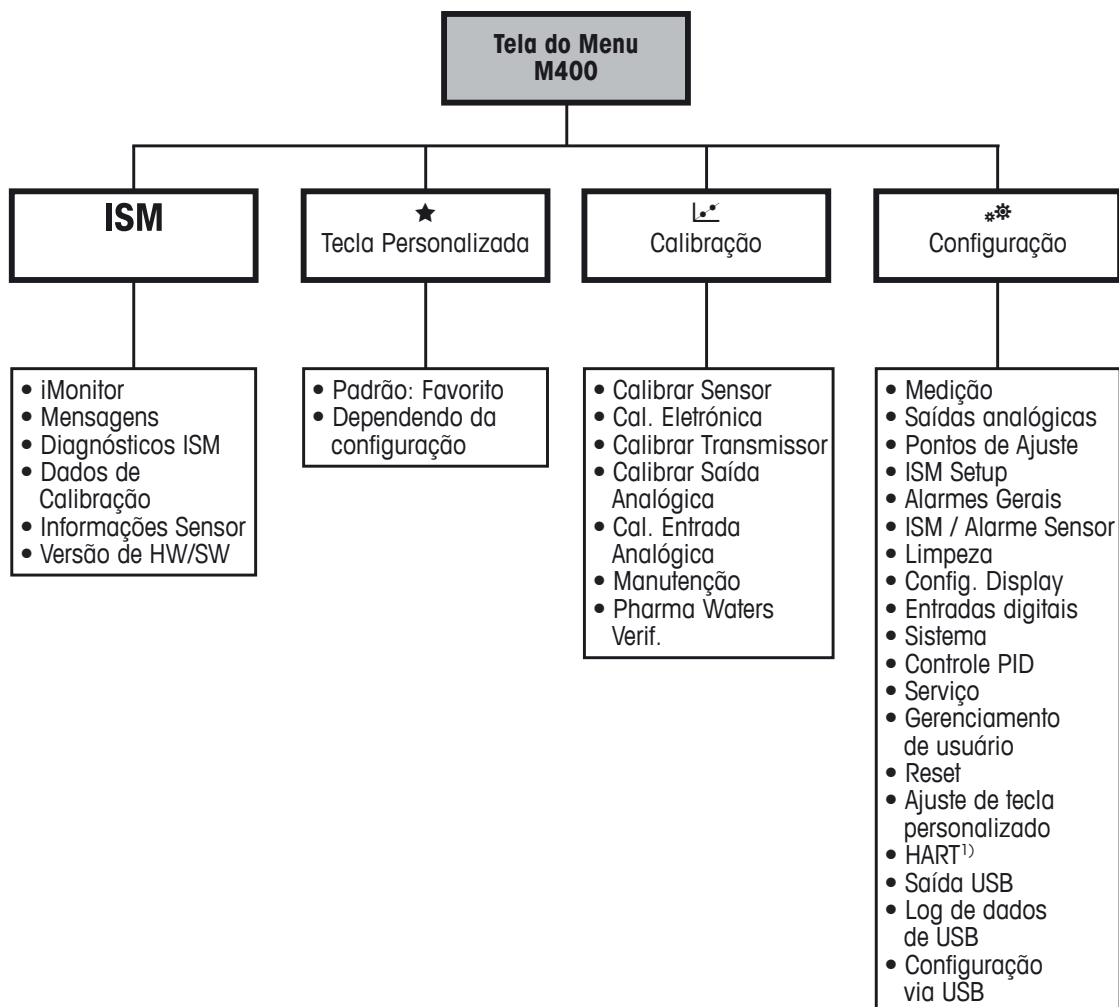 Tela do Menu
M400
ISM
★
Tecla Personalizada
Calibração
Configuração
• iMonitor
• Mensagens
• Diagnósticos ISM
• Dados de
Calibração
• Informações Sensor
• Versão de HW/SW
• Padrão: Favorito
• Dependendo da
configuração
• Calibrar Sensor
• Cal. Eletrónica
• Calibrar Transmissor
• Calibrar Saída
Analógica
• Cal. Entrada
Analógica
• Manutenção
• Pharma Waters
Verif.
• Medição
• Saídas analógicas
• Pontos de Ajuste
• ISM Setup
• Alarmes Gerais
• ISM / Alarme Sensor
• Limpeza
• Config. Display
• Entradas digitais
• Sistema
• Controle PID
• Serviço
• Gerenciamento
de usuário
• Reset
• Ajuste de tecla
personalizado
• HART1)
• Saída USB
• Log de dados
de USB
• Configuração
via USB